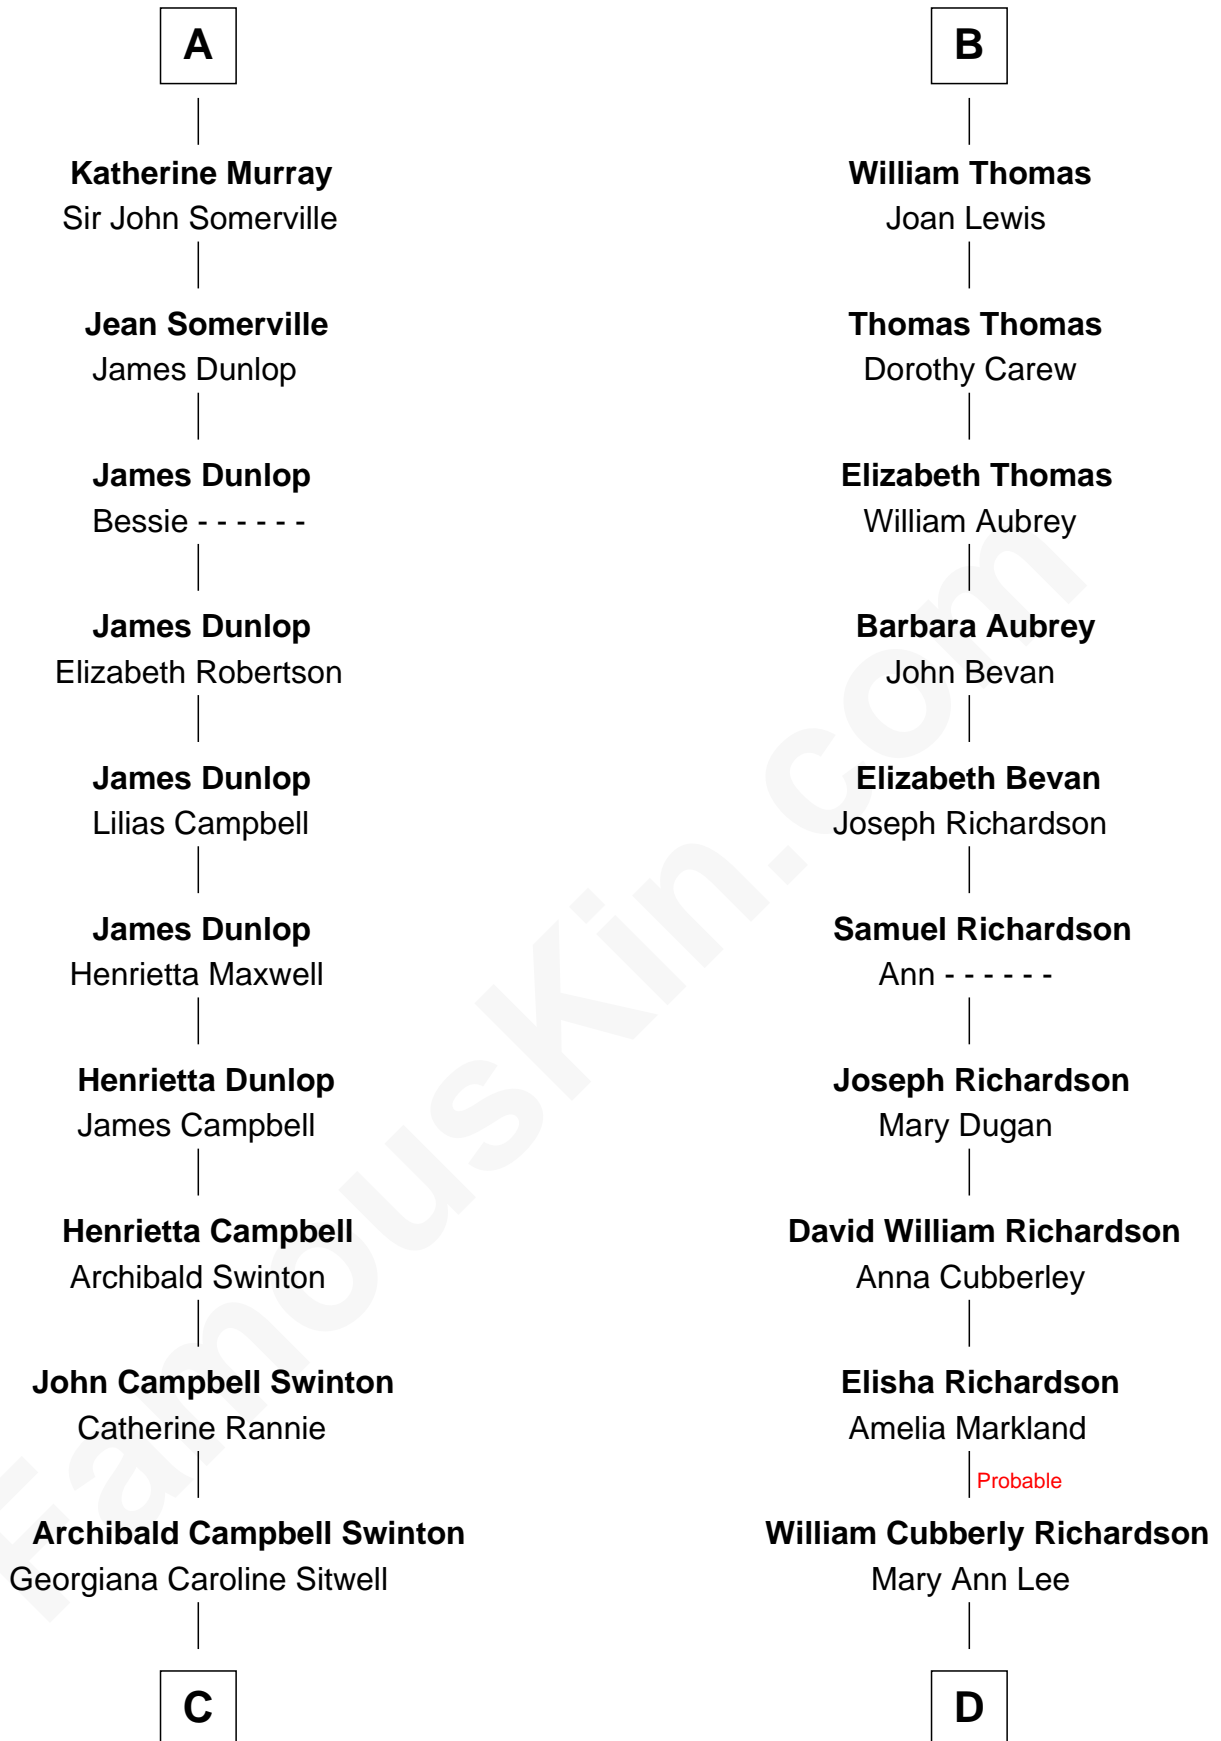 A
Katherine Murray
Sir John Somerville
Jean Somerville
James Dunlop
James Dunlop
Bessie - - - - - -
James Dunlop
Elizabeth Robertson
James Dunlop
Lilias Campbell
James Dunlop
Henrietta Maxwell
Henrietta Dunlop
James Campbell
Henrietta Campbell
Archibald Swinton
John Campbell Swinton
Catherine Rannie
Archibald Campbell Swinton
Georgiana Caroline Sitwell
C
B
William Thomas
Joan Lewis
Thomas Thomas
Dorothy Carew
Elizabeth Thomas
William Aubrey
Barbara Aubrey
John Bevan
Elizabeth Bevan
Joseph Richardson
Samuel Richardson
Ann - - - - - -
Joseph Richardson
Mary Dugan
David William Richardson
Anna Cubberley
Elisha Richardson
Amelia Markland
Probable
William Cubberly Richardson
Mary Ann Lee
D
FamousKin.com